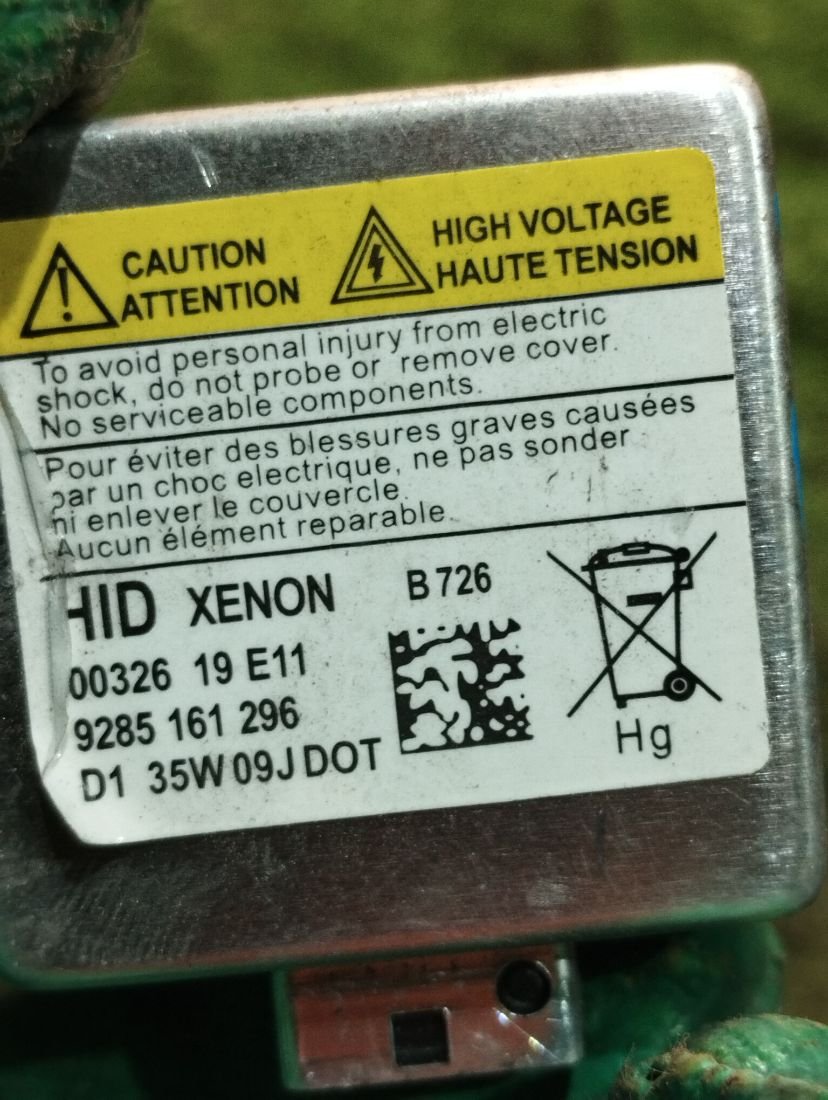 CAUTION
ATTENTION
HIGH VOLTAGE
HAUTE TENSION
To avoid personal injury from electric
shock, do not probe or remove cover.
No serviceable components.
Pour éviter des blessures graves causées
par un choc electrique, ne pas sonder
ni enlever le couvercle.
Aucun élément reparable.
HID XENON
B 726
00326 19 E11
9285 161 296
D1 35W 09J DOT
Hg